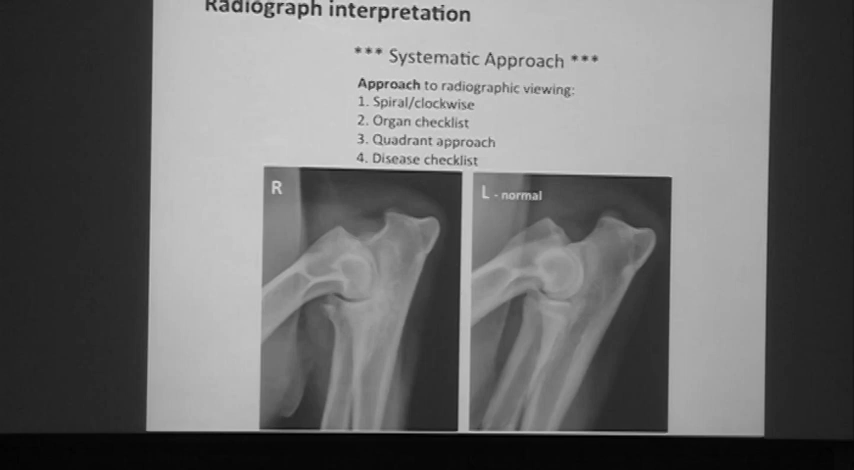 Radiograph interpretation
*** Systematic Approach ***
Approach to radiographic viewing:
1. Spiral/clockwise
2. Organ checklist
3. Quadrant approach
4. Disease checklist
R
L - normal